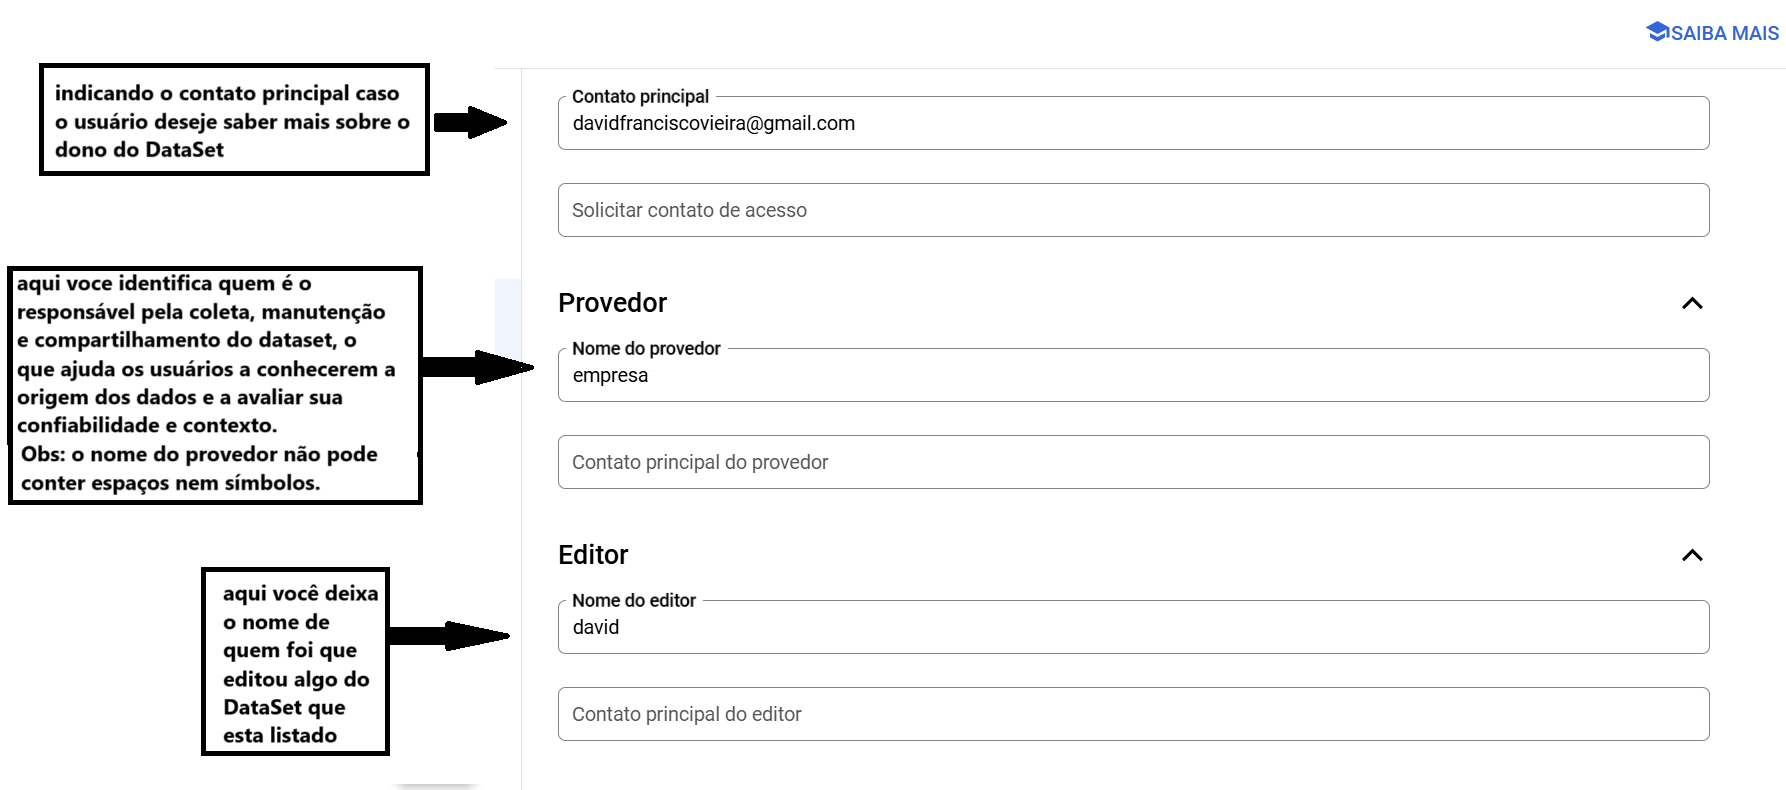 SAIBA MAIS
indicando o contato principal caso
o usuário deseje saber mais sobre o
dono do DataSet
Contato principal
davidfranciscovieira@gmail.com
Solicitar contato de acesso
aqui voce identifica quem é o
responsável pela coleta, manutenção
e compartilhamento do dataset, o
que ajuda os usuários a conhecerem a
origem dos dados e a avaliar sua
confiabilidade e contexto.
Obs: o nome do provedor não pode
conter espaços nem símbolos.
Provedor
Nome do provedor
empresa
Contato principal do provedor
aqui você deixa
o nome de
quem foi que
editou algo do
DataSet que
esta listado
Editor
Nome do editor
david
Contato principal do editor